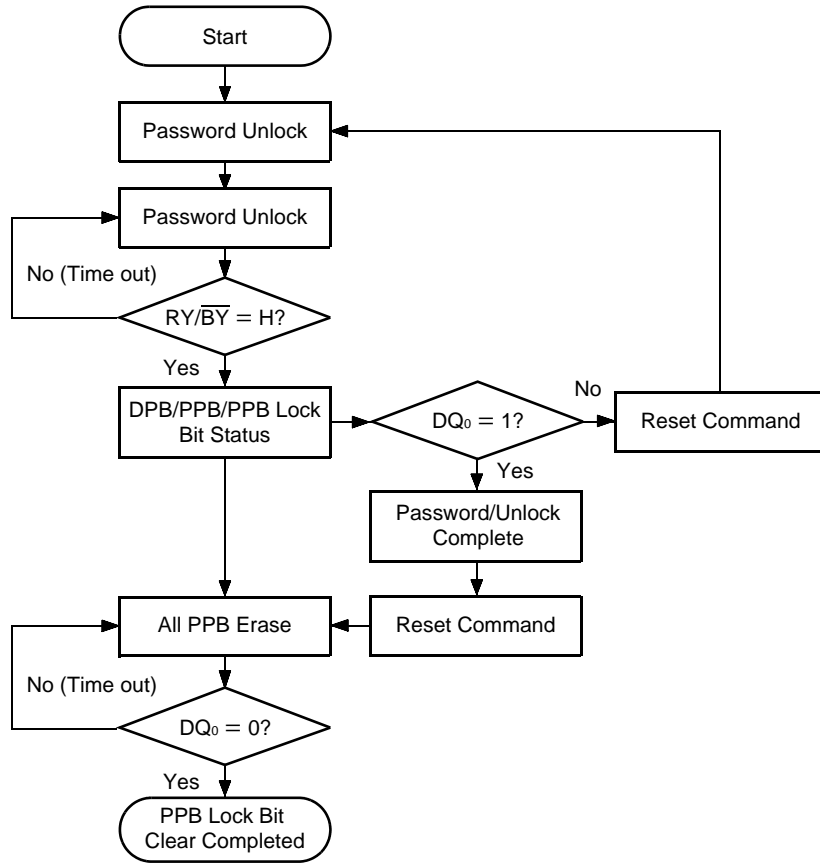 Start
Password Unlock
Password Unlock
No (Time out)
RY/B̅Y̅ = H?
Yes
DPB/PPB/PPB Lock
Bit Status
DQ₀ = 1?
No
Reset Command
Yes
Password/Unlock
Complete
All PPB Erase
Reset Command
No (Time out)
DQ₀ = 0?
Yes
PPB Lock Bit
Clear Completed